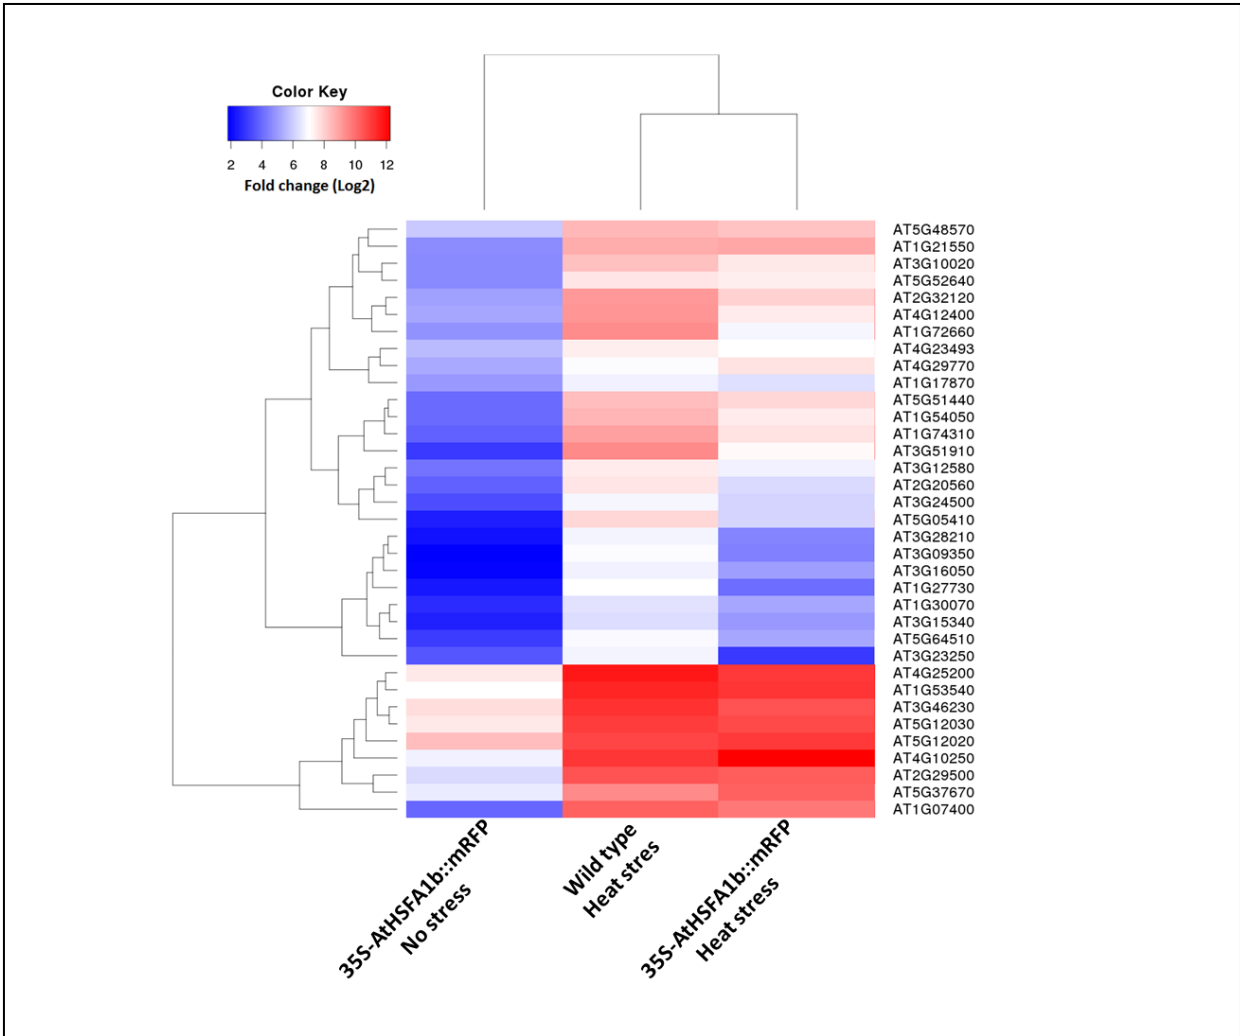 Color Key
2 4 6 8 10 12
Fold change (Log2)
AT5G48570
AT1G21550
AT3G10020
AT5G52640
AT2G32120
AT4G12400
AT1G72660
AT4G23493
AT4G29770
AT1G17870
AT5G51440
AT1G54050
AT1G74310
AT3G51910
AT3G12580
AT2G20560
AT3G24500
AT5G05410
AT3G28210
AT3G09350
AT3G16050
AT1G27730
AT1G30070
AT3G15340
AT5G64510
AT3G23250
AT4G25200
AT1G53540
AT3G46230
AT5G12030
AT5G12020
AT4G10250
AT2G29500
AT5G37670
AT1G07400
35S-AtHSFA1b::mRFP
No stress
Wild type
Heat stres
35S-AtHSFA1b::mRFP
Heat stress